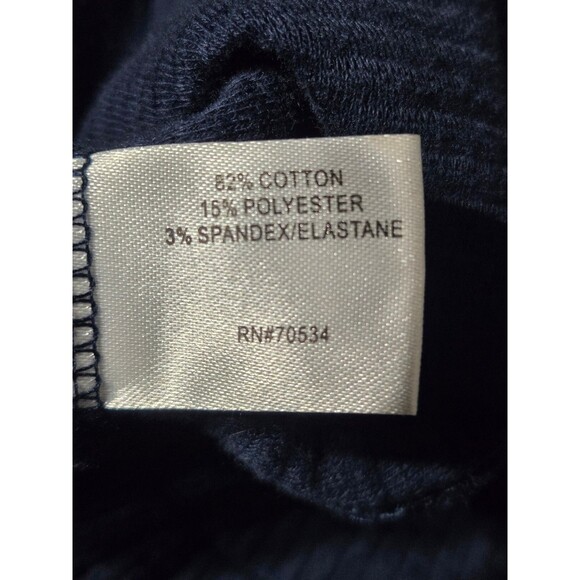 82% COTTON
15% POLYESTER
3% SPANDEX/ELASTANE
RN#70534